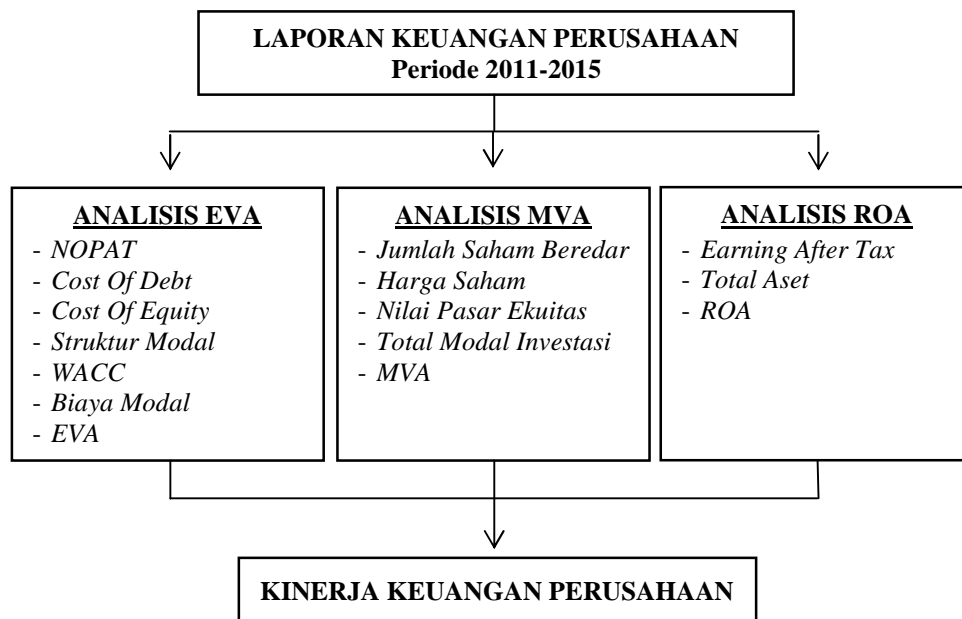 LAPORAN KEUANGAN PERUSAHAAN
Periode 2011-2015
ANALISIS EVA
- NOPAT
- Cost Of Debt
- Cost Of Equity
- Struktur Modal
- WACC
- Biaya Modal
- EVA
ANALISIS MVA
- Jumlah Saham Beredar
- Harga Saham
- Nilai Pasar Ekuitas
- Total Modal Investasi
- MVA
ANALISIS ROA
- Earning After Tax
- Total Aset
- ROA
KINERJA KEUANGAN PERUSAHAAN